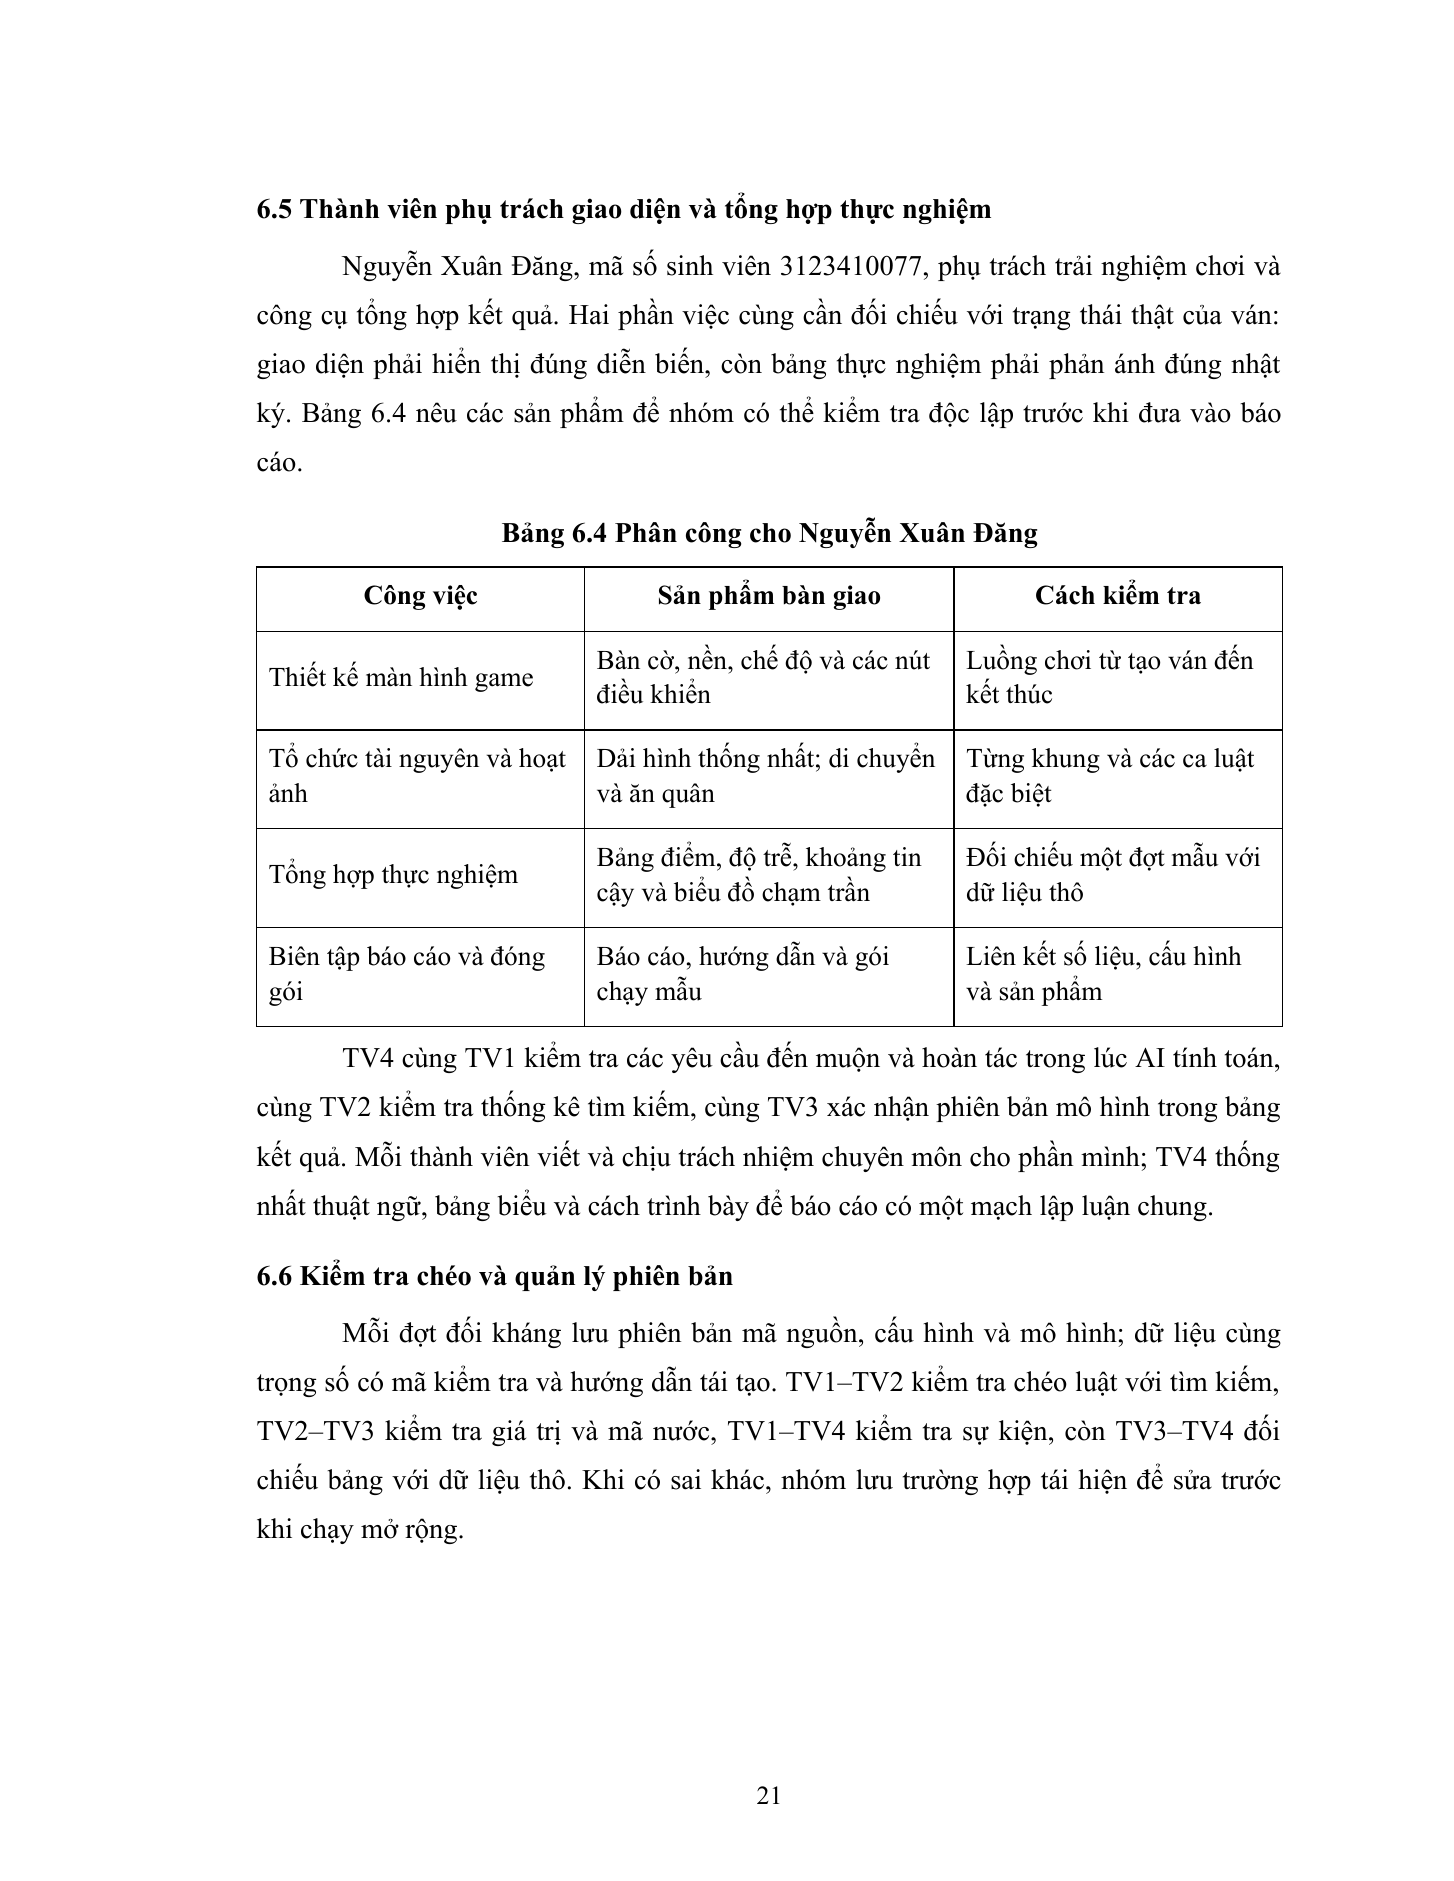 6.5 Thành viên phụ trách giao diện và tổng hợp thực nghiệm
Nguyễn Xuân Đăng, mã số sinh viên 3123410077, phụ trách trải nghiệm chơi và
công cụ tổng hợp kết quả. Hai phần việc cùng cần đối chiếu với trạng thái thật của ván:
giao diện phải hiển thị đúng diễn biến, còn bảng thực nghiệm phải phản ánh đúng nhật
ký. Bảng 6.4 nêu các sản phẩm để nhóm có thể kiểm tra độc lập trước khi đưa vào báo
cáo.
Bảng 6.4 Phân công cho Nguyễn Xuân Đăng
Công việc
Sản phẩm bàn giao
Cách kiểm tra
Thiết kế màn hình game
Bàn cờ, nền, chế độ và các nút
điều khiển
Luồng chơi từ tạo ván đến
kết thúc
Tổ chức tài nguyên và hoạt
ảnh
Dải hình thống nhất; di chuyển
và ăn quân
Từng khung và các ca luật
đặc biệt
Tổng hợp thực nghiệm
Bảng điểm, độ trễ, khoảng tin
cậy và biểu đồ chạm trần
Đối chiếu một đợt mẫu với
dữ liệu thô
Biên tập báo cáo và đóng
gói
Báo cáo, hướng dẫn và gói
chạy mẫu
Liên kết số liệu, cấu hình
và sản phẩm
TV4 cùng TV1 kiểm tra các yêu cầu đến muộn và hoàn tác trong lúc AI tính toán,
cùng TV2 kiểm tra thống kê tìm kiếm, cùng TV3 xác nhận phiên bản mô hình trong bảng
kết quả. Mỗi thành viên viết và chịu trách nhiệm chuyên môn cho phần mình; TV4 thống
nhất thuật ngữ, bảng biểu và cách trình bày để báo cáo có một mạch lập luận chung.
6.6 Kiểm tra chéo và quản lý phiên bản
Mỗi đợt đối kháng lưu phiên bản mã nguồn, cấu hình và mô hình; dữ liệu cùng
trọng số có mã kiểm tra và hướng dẫn tái tạo. TV1–TV2 kiểm tra chéo luật với tìm kiếm,
TV2–TV3 kiểm tra giá trị và mã nước, TV1–TV4 kiểm tra sự kiện, còn TV3–TV4 đối
chiếu bảng với dữ liệu thô. Khi có sai khác, nhóm lưu trường hợp tái hiện để sửa trước
khi chạy mở rộng.
21